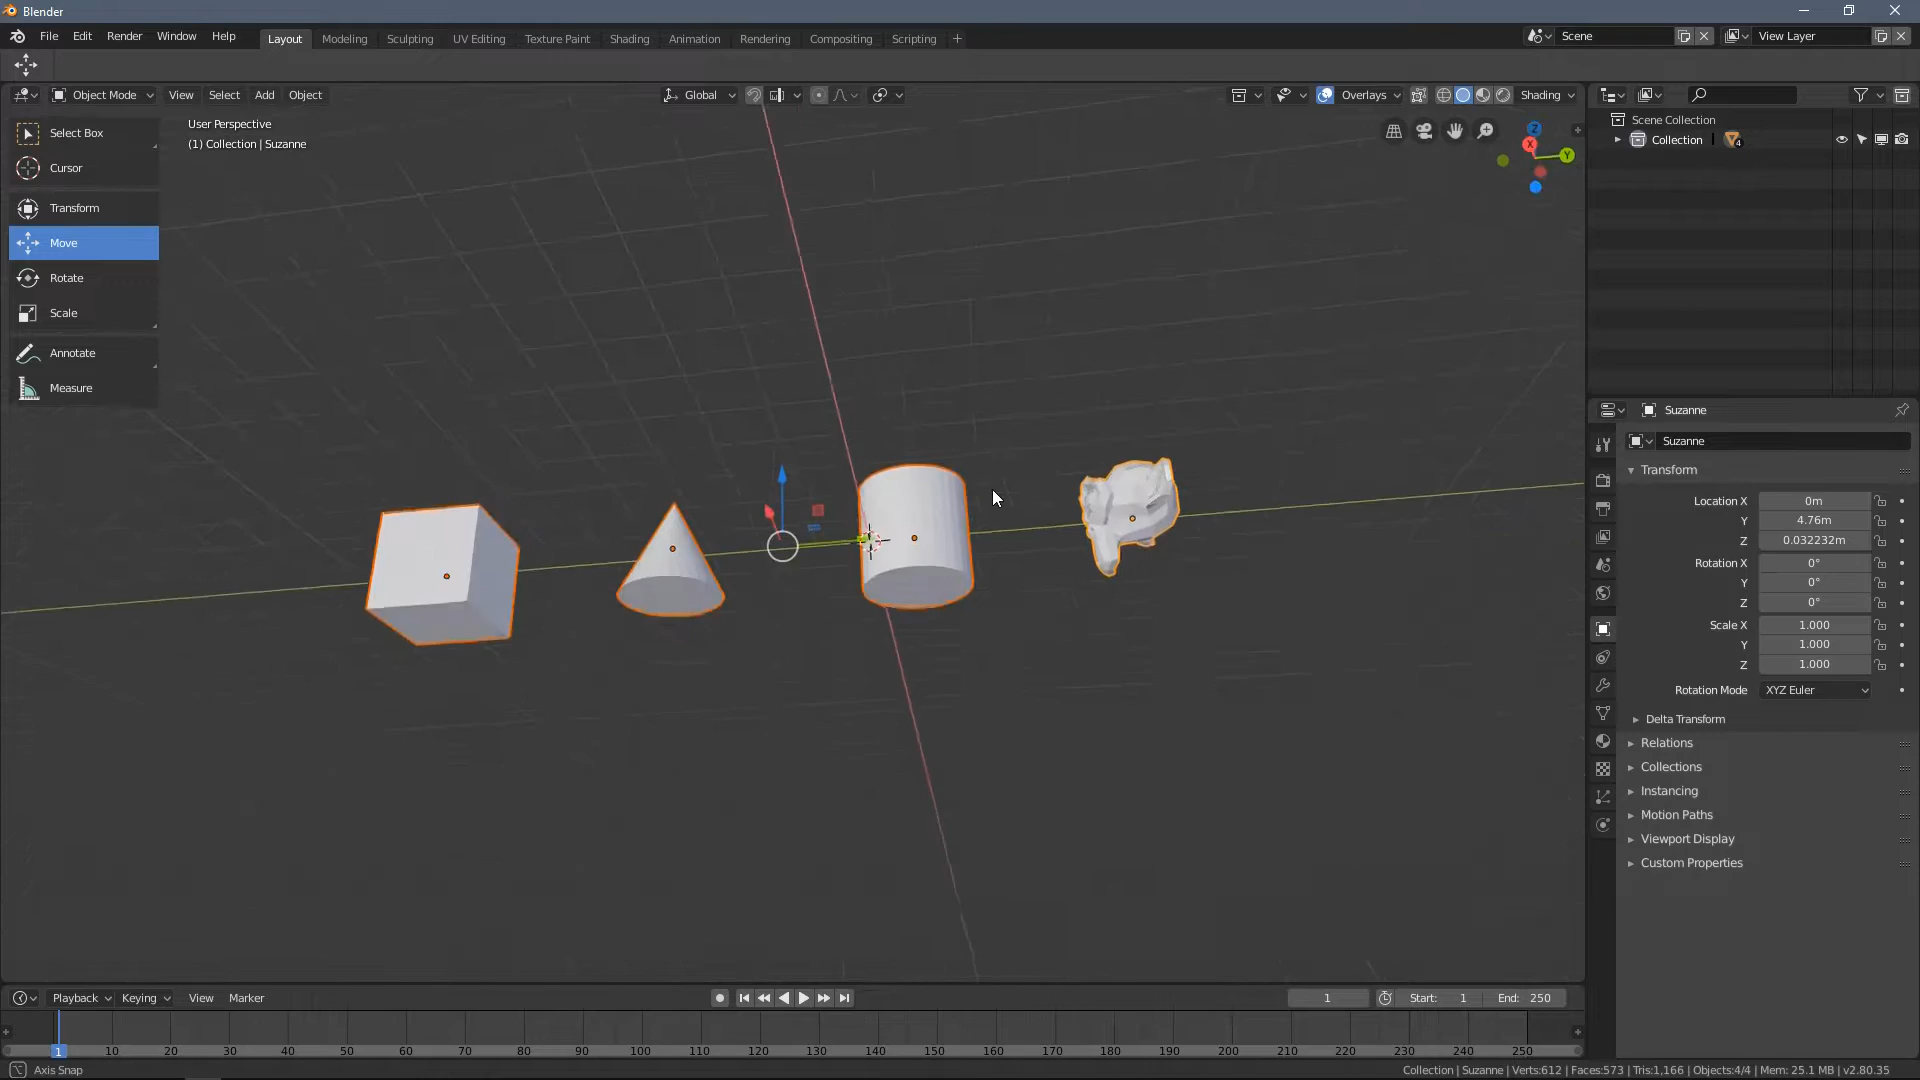 Blender
File Edit Render Window Help Layout Modeling Sculpting UV Editing Texture Paint Shading Animation Rendering Compositing Scripting + Scene View Layer
Object Mode View Select Add Object Global Overlays Shading
User Perspective
(1) Collection | Suzanne
Select Box
Cursor
Transform
Move
Rotate
Scale
Annotate
Measure
Z
X
Y
Scene Collection
Collection 4
Suzanne
Suzanne
Transform
Location X 0m
Y 4.76m
Z 0.032232m
Rotation X 0°
Y 0°
Z 0°
Scale X 1.000
Y 1.000
Z 1.000
Rotation Mode XYZ Euler
Delta Transform
Relations
Collections
Instancing
Motion Paths
Viewport Display
Custom Properties
Playback Keying View Marker 1 Start: 1 End: 250
1 10 20 30 40 50 60 70 80 90 100 110 120 130 140 150 160 170 180 190 200 210 220 230 240 250
Axis Snap Collection | Suzanne | Verts:612 | Faces:573 | Tris:1,166 | Objects:4/4 | Mem: 25.1 MB | v2.80.35